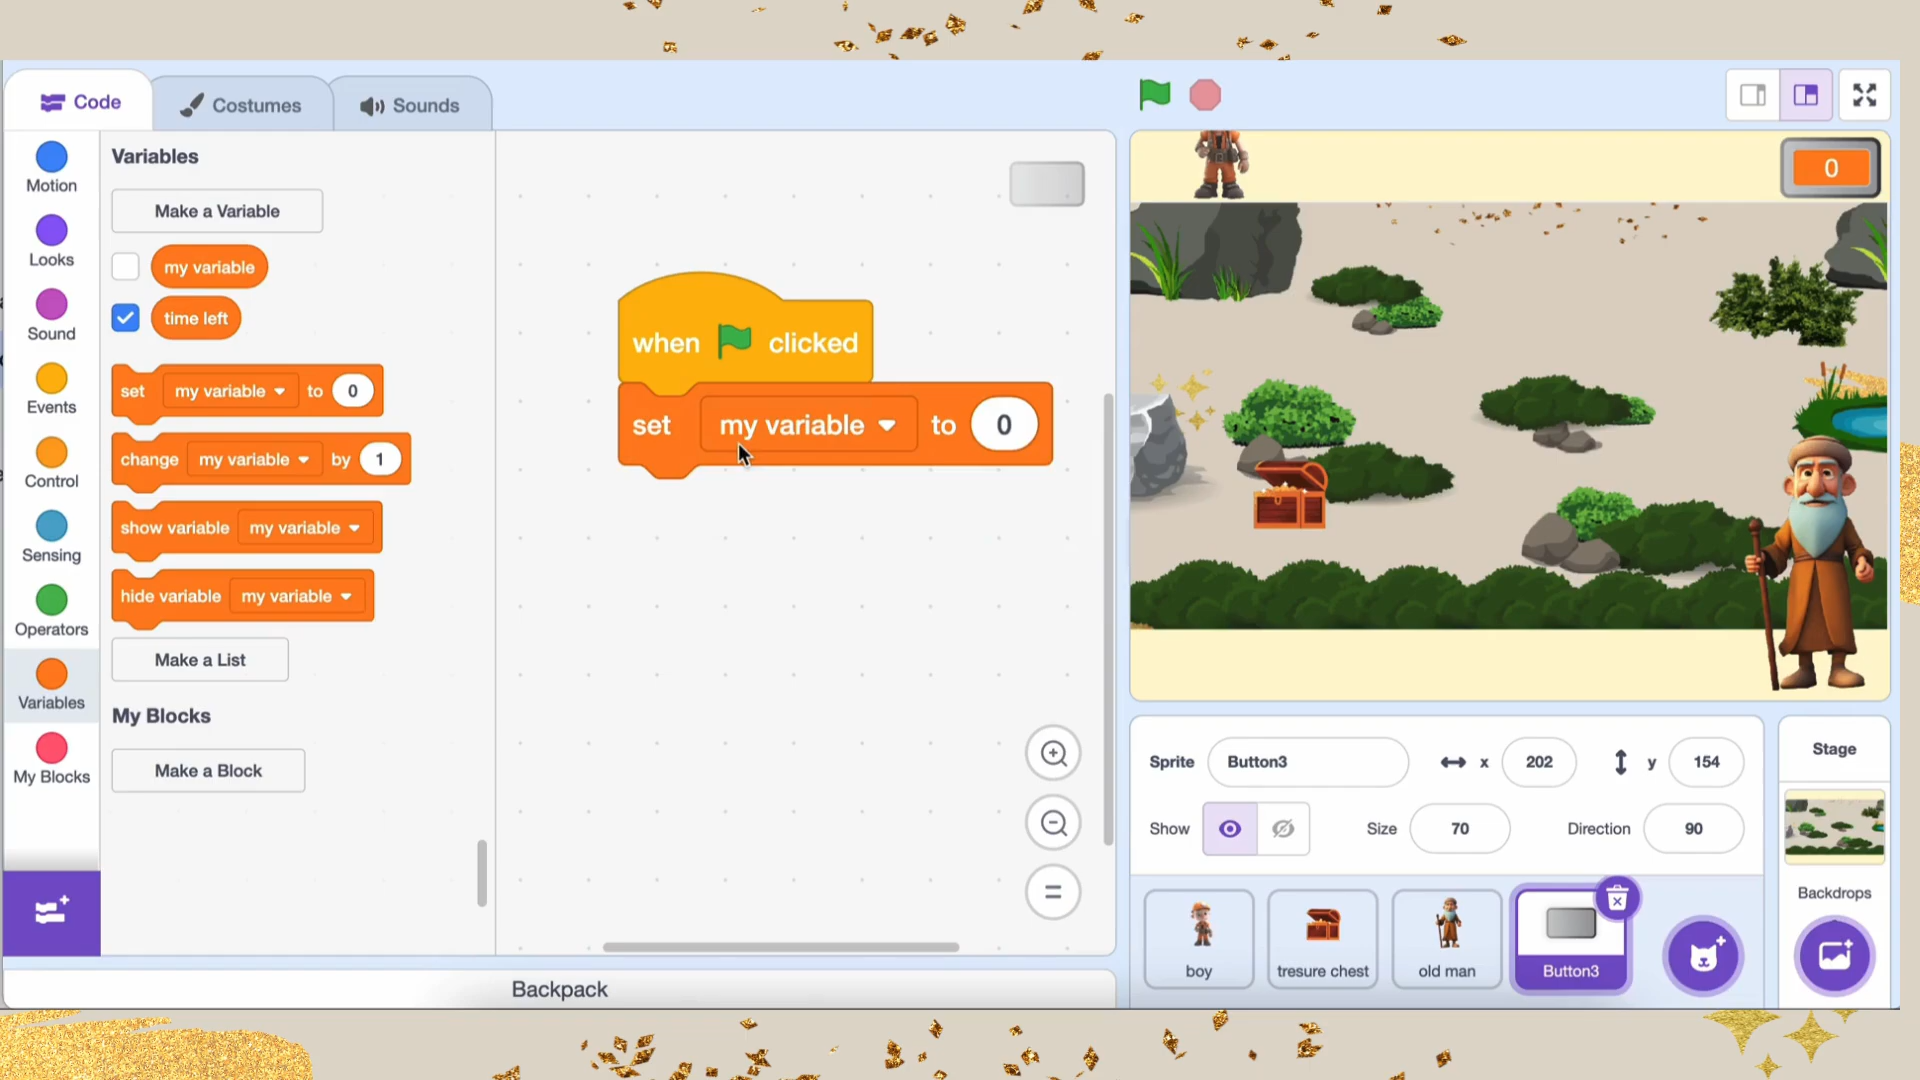 Code
Costumes
Sounds
Motion
Looks
Sound
Events
Control
Sensing
Operators
Variables
My Blocks
Variables
Make a Variable
my variable
time left
set my variable to 0
change my variable by 1
show variable my variable
hide variable my variable
Make a List
My Blocks
Make a Block
when clicked
set my variable to 0
Backpack
0
Sprite Button3 x 202 y 154
Show Size 70 Direction 90
boy
tresure chest
old man
Button3
Stage
Backdrops